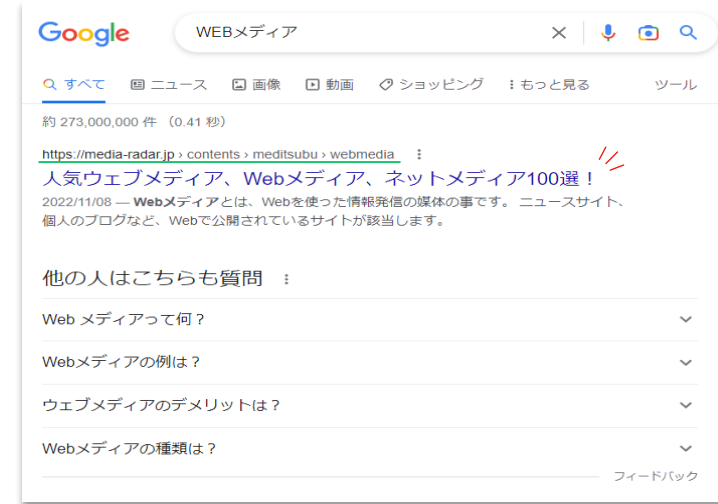 Google
WEBメディア
すべて ニュース 画像 動画 ショッピング もっと見る ツール
約 273,000,000 件 （0.41 秒）
https://media-radar.jp › contents › meditsubu › webmedia
人気ウェブメディア、Webメディア、ネットメディア100選！
2022/11/08 — Webメディアとは、Webを使った情報発信の媒体の事です。 ニュースサイト、
個人のブログなど、Webで公開されているサイトが該当します。
他の人はこちらも質問
Web メディアって何？
Webメディアの例は？
ウェブメディアのデメリットは？
Webメディアの種類は？
フィードバック